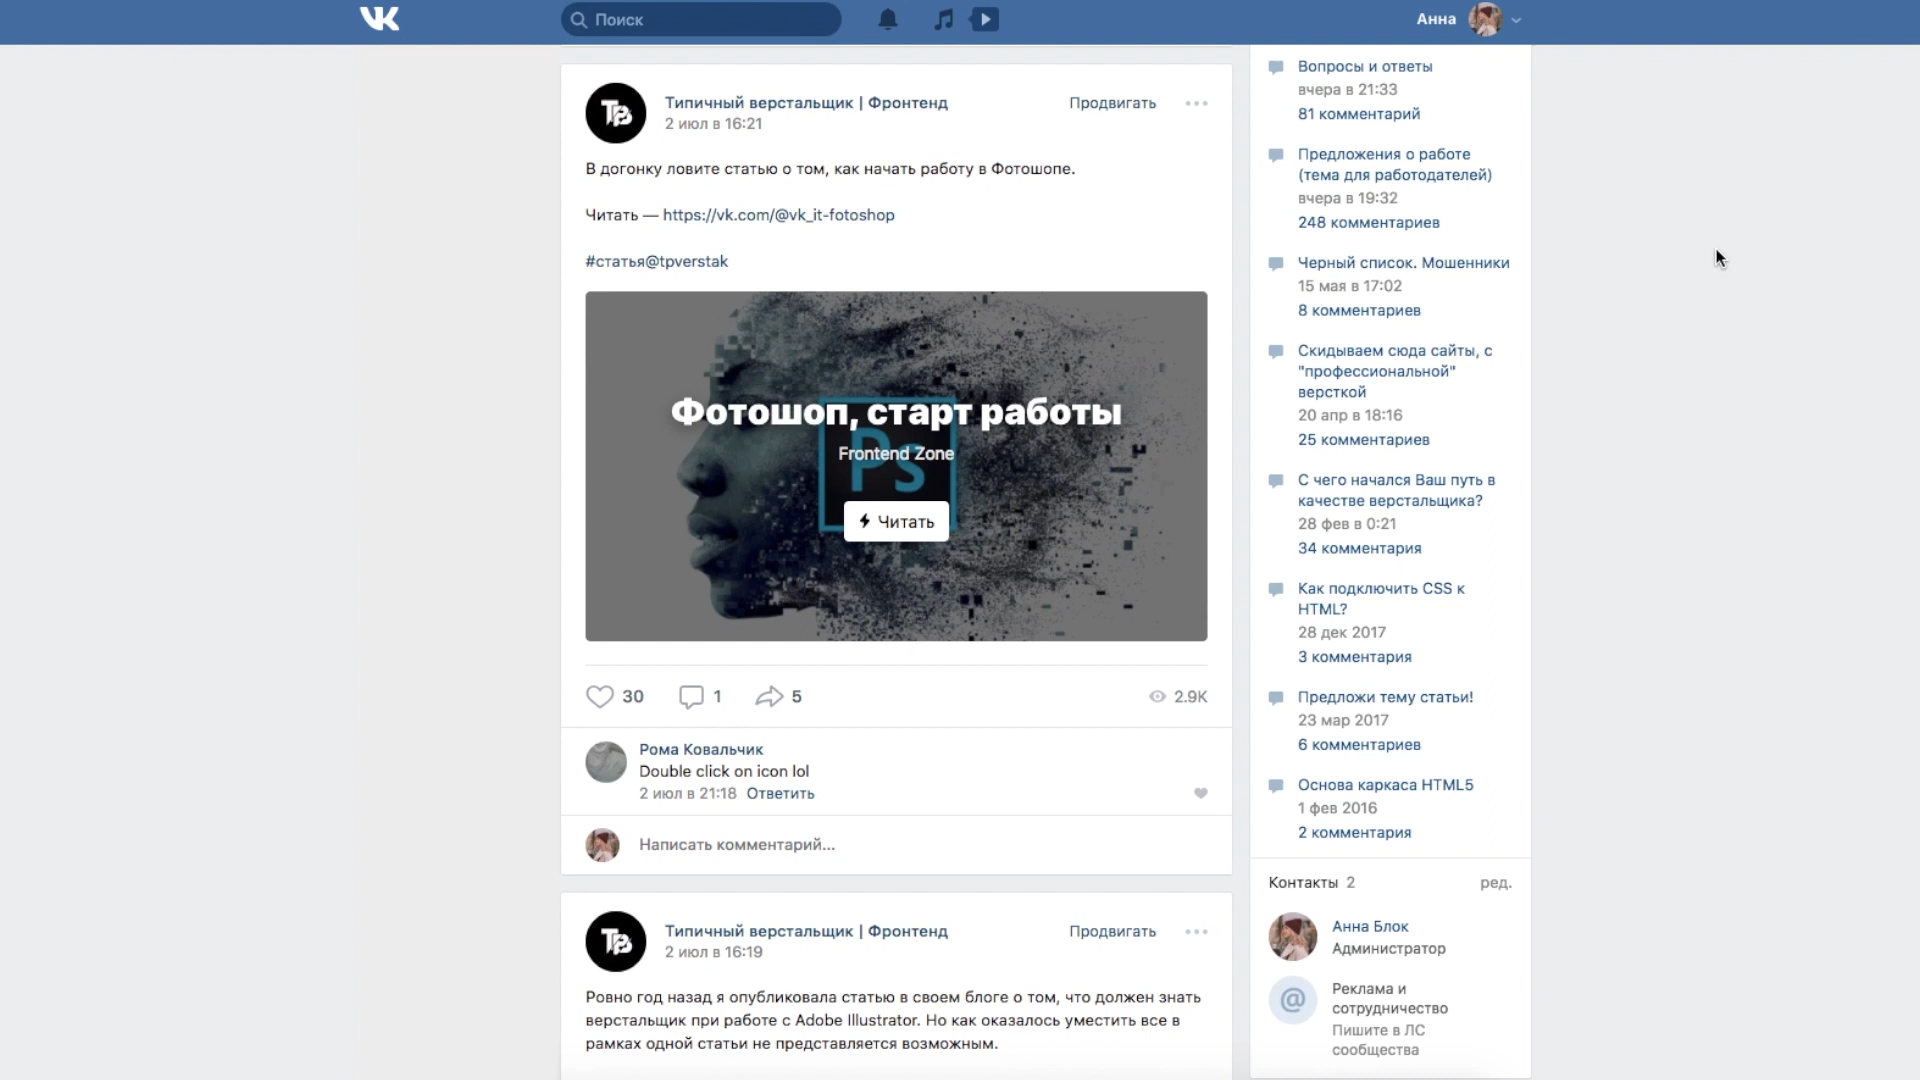 Поиск
Анна
Типичный верстальщик | Фронтенд
Продвигать
2 июл в 16:21
В догонку ловите статью о том, как начать работу в Фотошопе.
Читать — https://vk.com/@vk_it-fotoshop
#статья@tpverstak
Фотошоп, старт работы
Ps
Frontend Zone
Читать
30
1
5
2.9K
Рома Ковальчик
Double click on icon lol
2 июл в 21:18 Ответить
Написать комментарий...
Типичный верстальщик | Фронтенд
Продвигать
2 июл в 16:19
Ровно год назад я опубликовала статью в своем блоге о том, что должен знать
верстальщик при работе с Adobe Illustrator. Но как оказалось уместить все в
рамках одной статьи не представляется возможным.
Вопросы и ответы
вчера в 21:33
81 комментарий
Предложения о работе
(тема для работодателей)
вчера в 19:32
248 комментариев
Черный список. Мошенники
15 мая в 17:02
8 комментариев
Скидываем сюда сайты, с
"профессиональной"
версткой
20 апр в 18:16
25 комментариев
С чего начался Ваш путь в
качестве верстальщика?
28 фев в 0:21
34 комментария
Как подключить CSS к
HTML?
28 дек 2017
3 комментария
Предложи тему статьи!
23 мар 2017
6 комментариев
Основа каркаса HTML5
1 фев 2016
2 комментария
Контакты 2
ред.
Анна Блок
Администратор
Реклама и
сотрудничество
Пишите в ЛС
сообщества